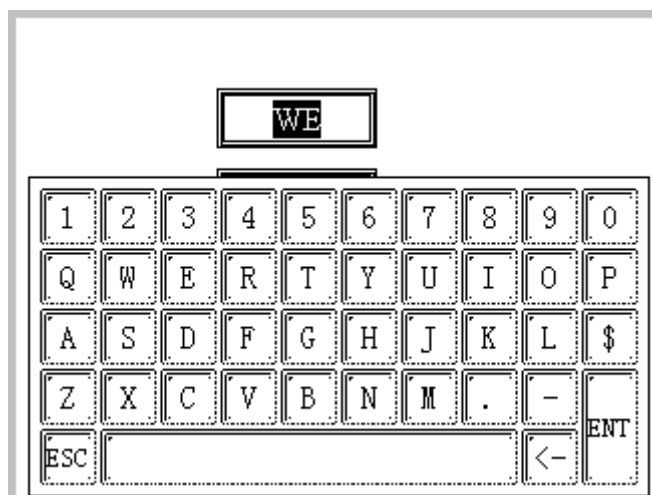 WE
1 2 3 4 5 6 7 8 9 0
Q W E R T Y U I O P
A S D F G H J K L $
Z X C V B N M . - ENT
ESC <-